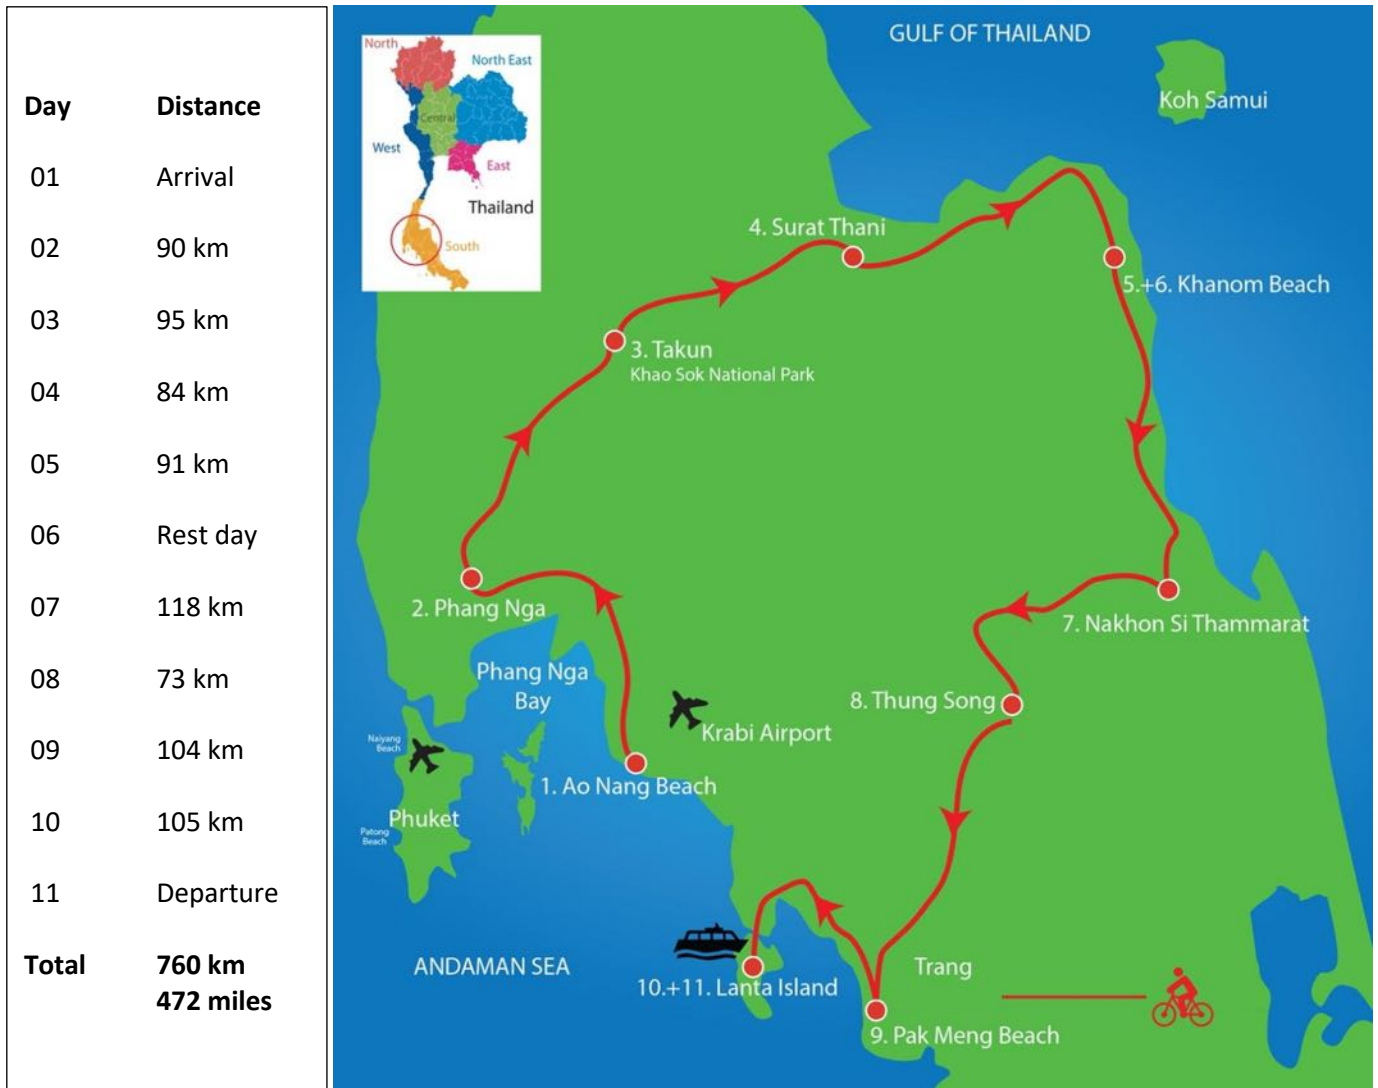 Day Distance
01 Arrival
02 90 km
03 95 km
04 84 km
05 91 km
06 Rest day
07 118 km
08 73 km
09 104 km
10 105 km
11 Departure
Total 760 km
472 miles
GULF OF THAILAND
Koh Samui
North
North East
Central
West
East
Thailand
South
4. Surat Thani
5.+6. Khanom Beach
3. Takun
Khao Sok National Park
2. Phang Nga
7. Nakhon Si Thammarat
Phang Nga
Bay
8. Thung Song
Krabi Airport
Naiyang
Beach
1. Ao Nang Beach
Phuket
Patong
Beach
ANDAMAN SEA
10.+11. Lanta Island
Trang
9. Pak Meng Beach